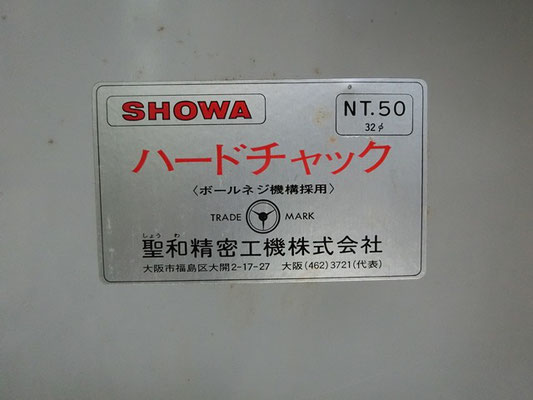 SHOWA
NT.50
32φ
ハードチャック
〈ボールネジ機構採用〉
TRADE MARK
しょう わ
聖和精密工機株式会社
大阪市福島区大開2-17-27 大阪(462)3721(代表)